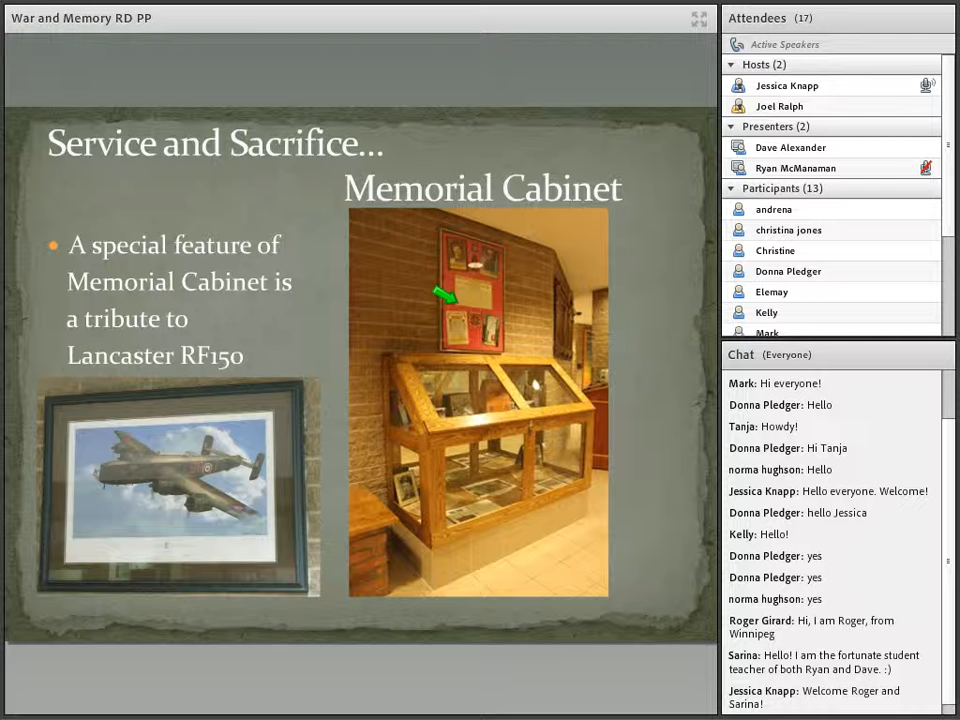 War and Memory RD PP
Service and Sacrifice...
Memorial Cabinet
• A special feature of
Memorial Cabinet is
a tribute to
Lancaster RF150
Attendees (17)
Active Speakers
Hosts (2)
Jessica Knapp
Joel Ralph
Presenters (2)
Dave Alexander
Ryan McManaman
Participants (13)
andrena
christina jones
Christine
Donna Pledger
Elemay
Kelly
Mark
Chat (Everyone)
Mark: Hi everyone!
Donna Pledger: Hello
Tanja: Howdy!
Donna Pledger: Hi Tanja
norma hughson: Hello
Jessica Knapp: Hello everyone. Welcome!
Donna Pledger: hello Jessica
Kelly: Hello!
Donna Pledger: yes
Donna Pledger: yes
norma hughson: yes
Roger Girard: Hi, I am Roger, from
Winnipeg
Sarina: Hello! I am the fortunate student
teacher of both Ryan and Dave. :)
Jessica Knapp: Welcome Roger and
Sarina!